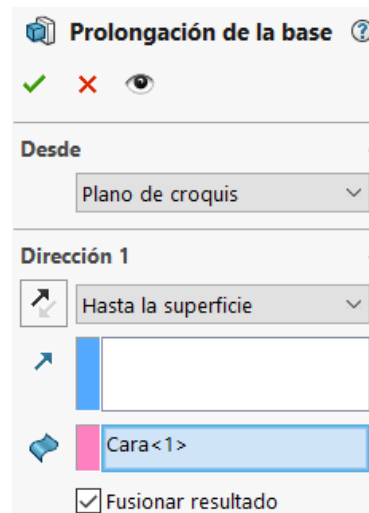 Prolongación de la base
Desde
Plano de croquis
Dirección 1
Hasta la superficie
Cara<1>
Fusionar resultado